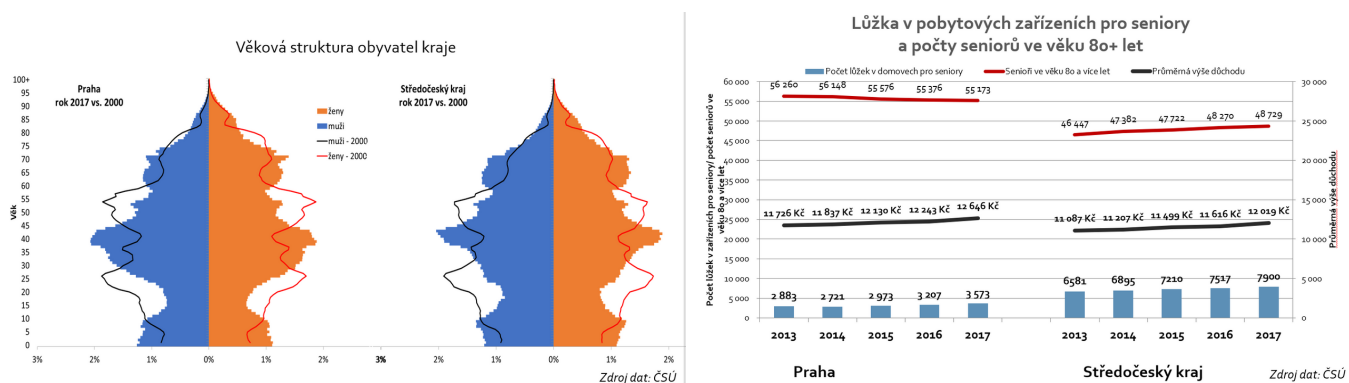 Věková struktura obyvatel kraje
Praha
rok 2017 vs. 2000
Středočeský kraj
rok 2017 vs. 2000
ženy
muži
muži - 2000
ženy - 2000
Věk
100+
95
90
85
80
75
70
65
60
55
50
45
40
35
30
25
20
15
10
5
0
3% 2% 1% 0% 1% 2% 3% 2% 1% 0% 1% 2%
Zdroj dat: ČSÚ
Lůžka v pobytových zařízeních pro seniory
a počty seniorů ve věku 80+ let
Počet lůžek v domovech pro seniory
Senioři ve věku 80 a více let
Průměrná výše důchodu
Počet lůžek v zařízeních pro seniory/ počet seniorů ve
věku 80 a více let
60 000
55 000
50 000
45 000
40 000
35 000
30 000
25 000
20 000
15 000
10 000
5 000
0
56 260 56 148 55 576 55 376 55 173
46 447 47 382 47 722 48 270 48 729
11 726 Kč 11 837 Kč 12 130 Kč 12 243 Kč 12 646 Kč
11 087 Kč 11 207 Kč 11 499 Kč 11 616 Kč 12 019 Kč
2 883 2 721 2 973 3 207 3 573
6581 6895 7210 7517 7900
30 000
25 000
20 000
15 000
10 000
5 000
0
Průměrná výše důchodu
2013 2014 2015 2016 2017 2013 2014 2015 2016 2017
Praha
Středočeský kraj
Zdroj dat: ČSÚ